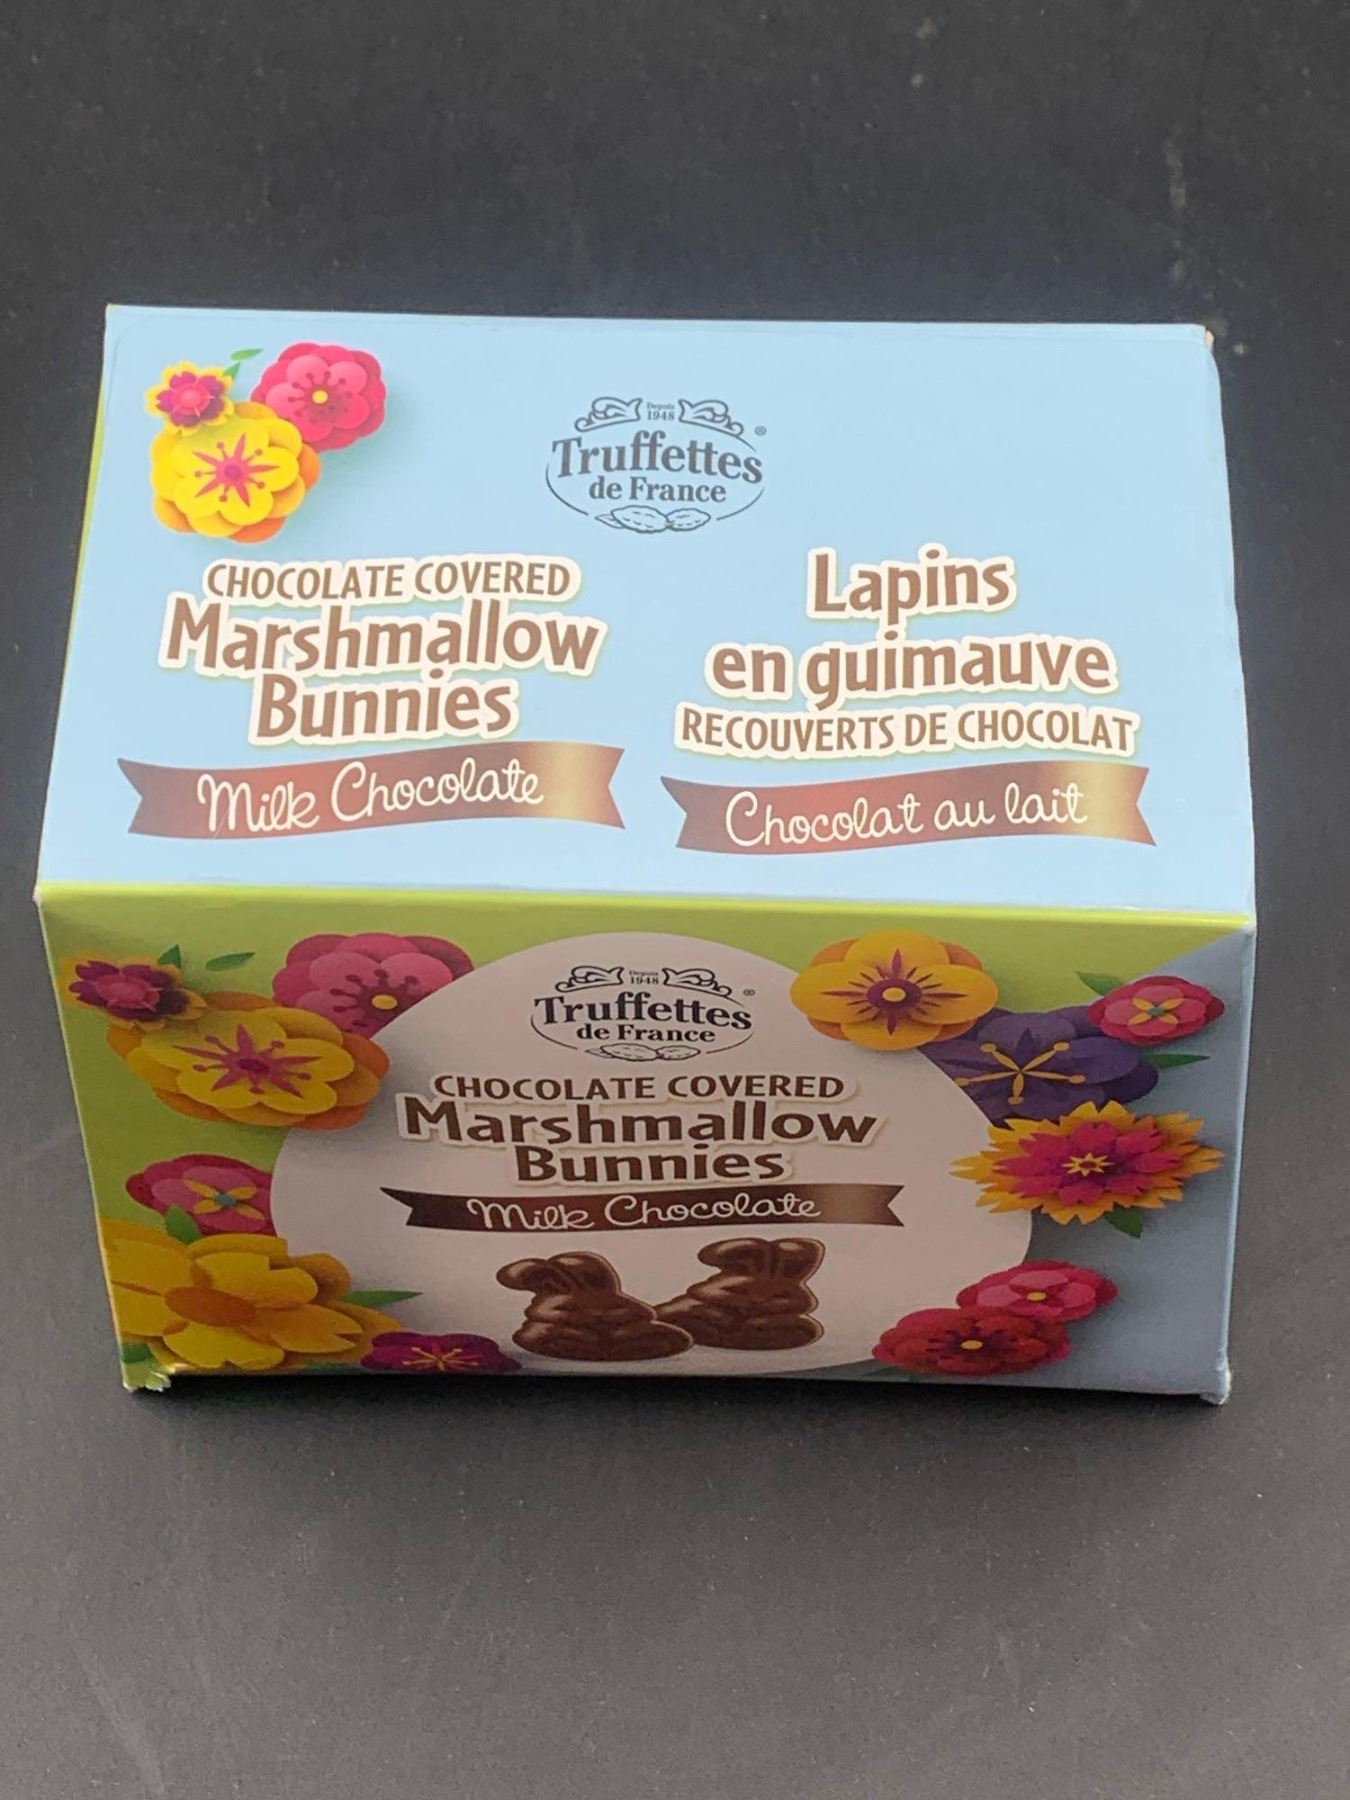 Depuis
1948
Truffettes
de France
®
CHOCOLATE COVERED
Marshmallow
Bunnies
Milk Chocolate
Lapins
en guimauve
RECOUVERTS DE CHOCOLAT
Chocolat au lait
Depuis
1948
Truffettes
de France
®
CHOCOLATE COVERED
Marshmallow
Bunnies
Milk Chocolate